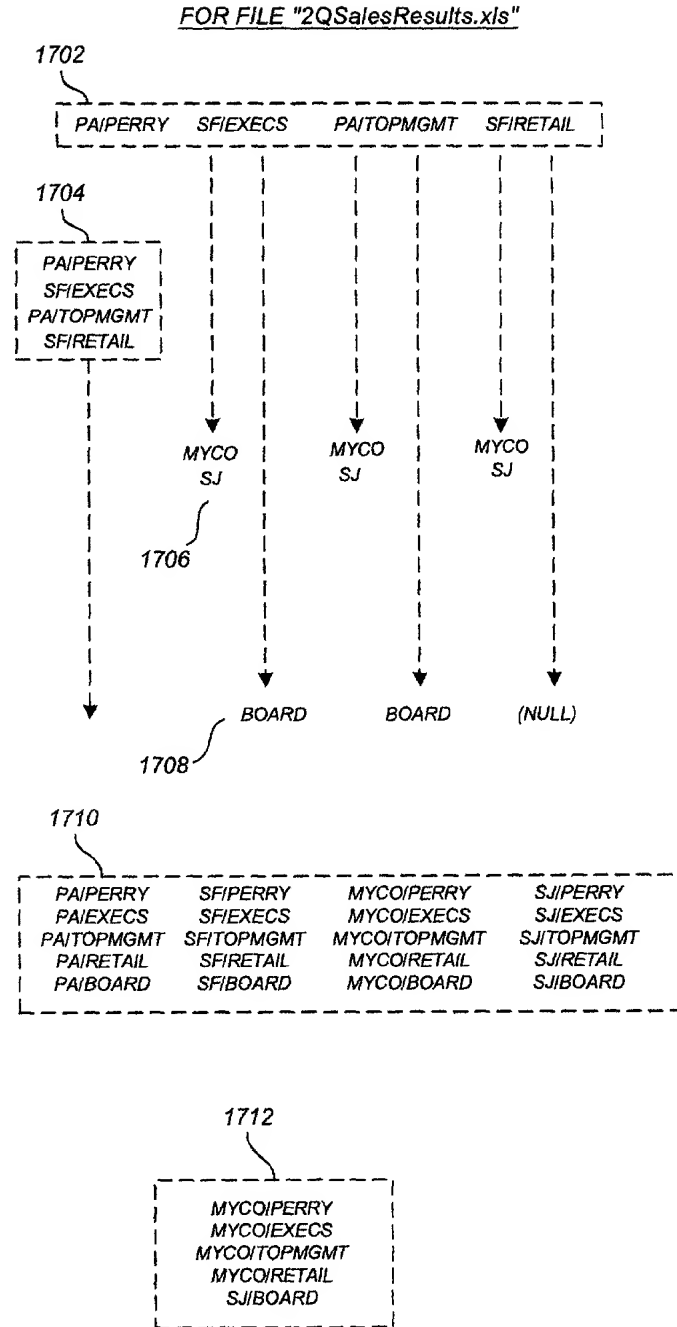 FOR FILE "2QSalesResults.xls"
1702
PA/PERRY SF/EXECS PA/TOPMGMT SF/RETAIL
1704
PA/PERRY
SF/EXECS
PA/TOPMGMT
SF/RETAIL
MYCO MYCO MYCO
SJ SJ SJ
1706
BOARD BOARD (NULL)
1708
1710
PA/PERRY SF/PERRY MYCO/PERRY SJ/PERRY
PA/EXECS SF/EXECS MYCO/EXECS SJ/EXECS
PA/TOPMGMT SF/TOPMGMT MYCO/TOPMGMT SJ/TOPMGMT
PA/RETAIL SF/RETAIL MYCO/RETAIL SJ/RETAIL
PA/BOARD SF/BOARD MYCO/BOARD SJ/BOARD
1712
MYCO/PERRY
MYCO/EXECS
MYCO/TOPMGMT
MYCO/RETAIL
SJ/BOARD